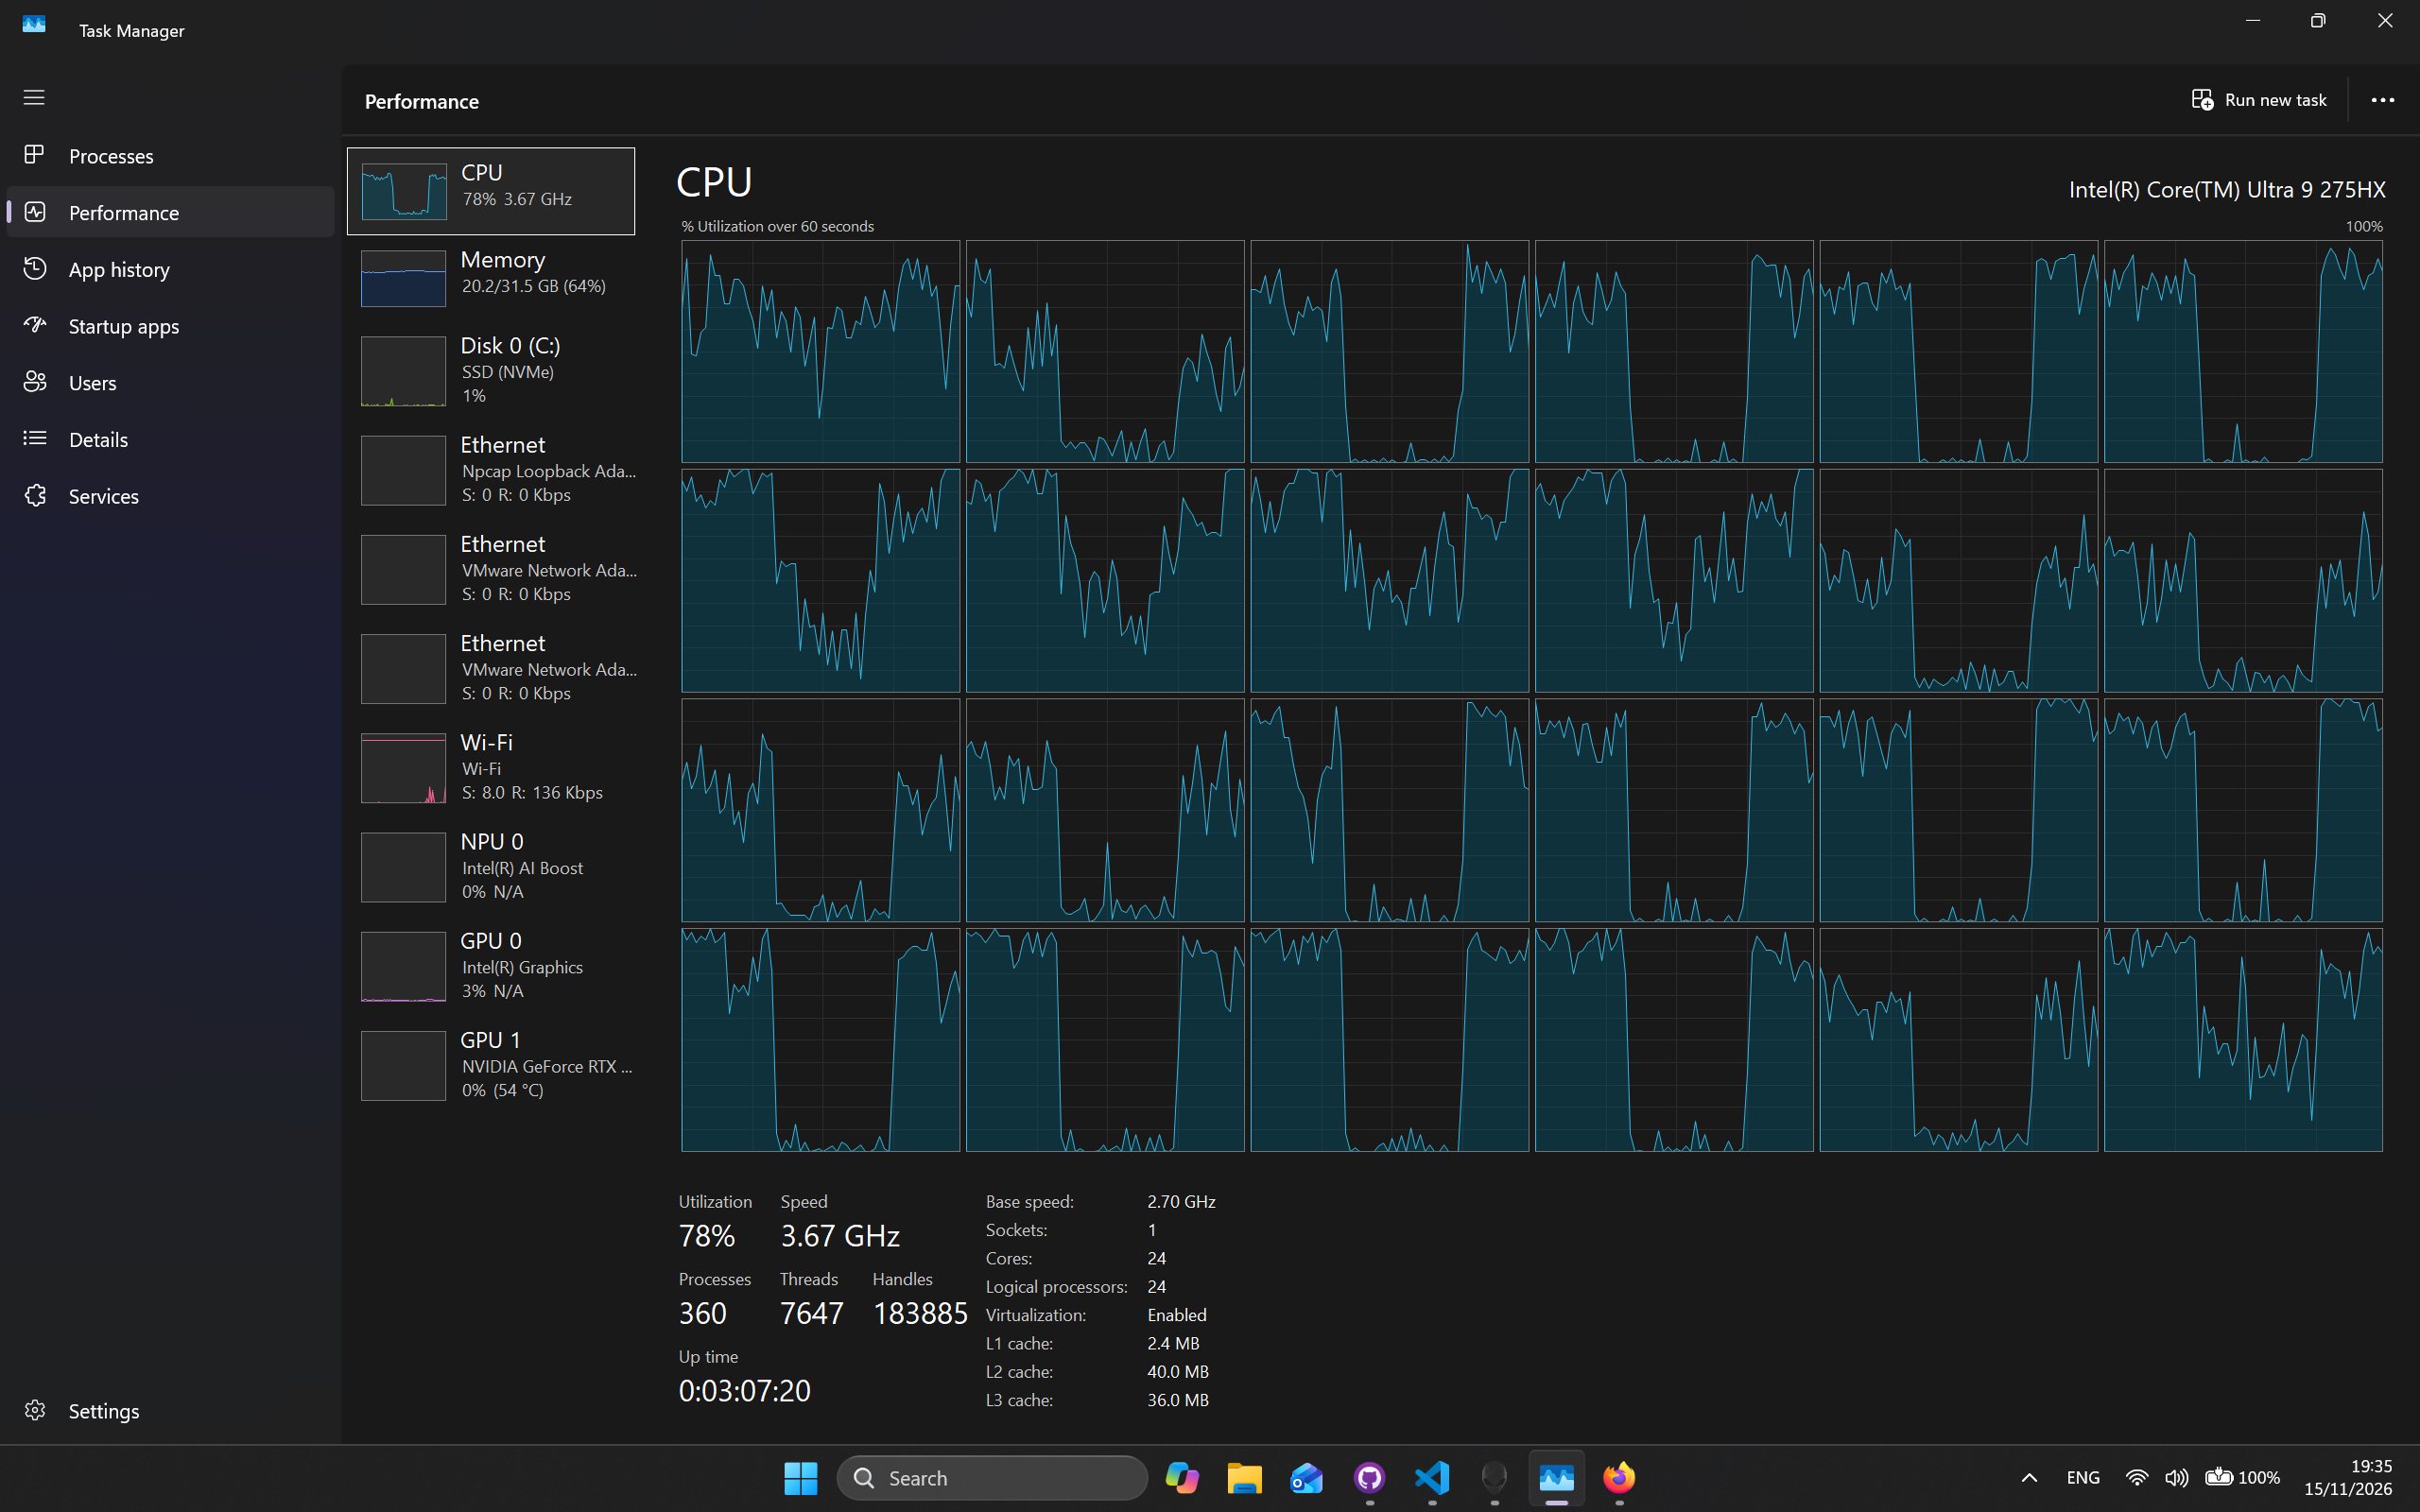 Task Manager
Performance
Run new task
Processes
Performance
App history
Startup apps
Users
Details
Services
Settings
CPU
78% 3.67 GHz
Memory
20.2/31.5 GB (64%)
Disk 0 (C:)
SSD (NVMe)
1%
Ethernet
Npcap Loopback Ada...
S: 0 R: 0 Kbps
Ethernet
VMware Network Ada...
S: 0 R: 0 Kbps
Ethernet
VMware Network Ada...
S: 0 R: 0 Kbps
Wi-Fi
Wi-Fi
S: 8.0 R: 136 Kbps
NPU 0
Intel(R) AI Boost
0% N/A
GPU 0
Intel(R) Graphics
3% N/A
GPU 1
NVIDIA GeForce RTX ...
0% (54 °C)
CPU
Intel(R) Core(TM) Ultra 9 275HX
% Utilization over 60 seconds
100%
Utilization Speed
78% 3.67 GHz
Processes Threads Handles
360 7647 183885
Up time
0:03:07:20
Base speed: 2.70 GHz
Sockets: 1
Cores: 24
Logical processors: 24
Virtualization: Enabled
L1 cache: 2.4 MB
L2 cache: 40.0 MB
L3 cache: 36.0 MB
Search
ENG
100%
19:35
15/11/2026